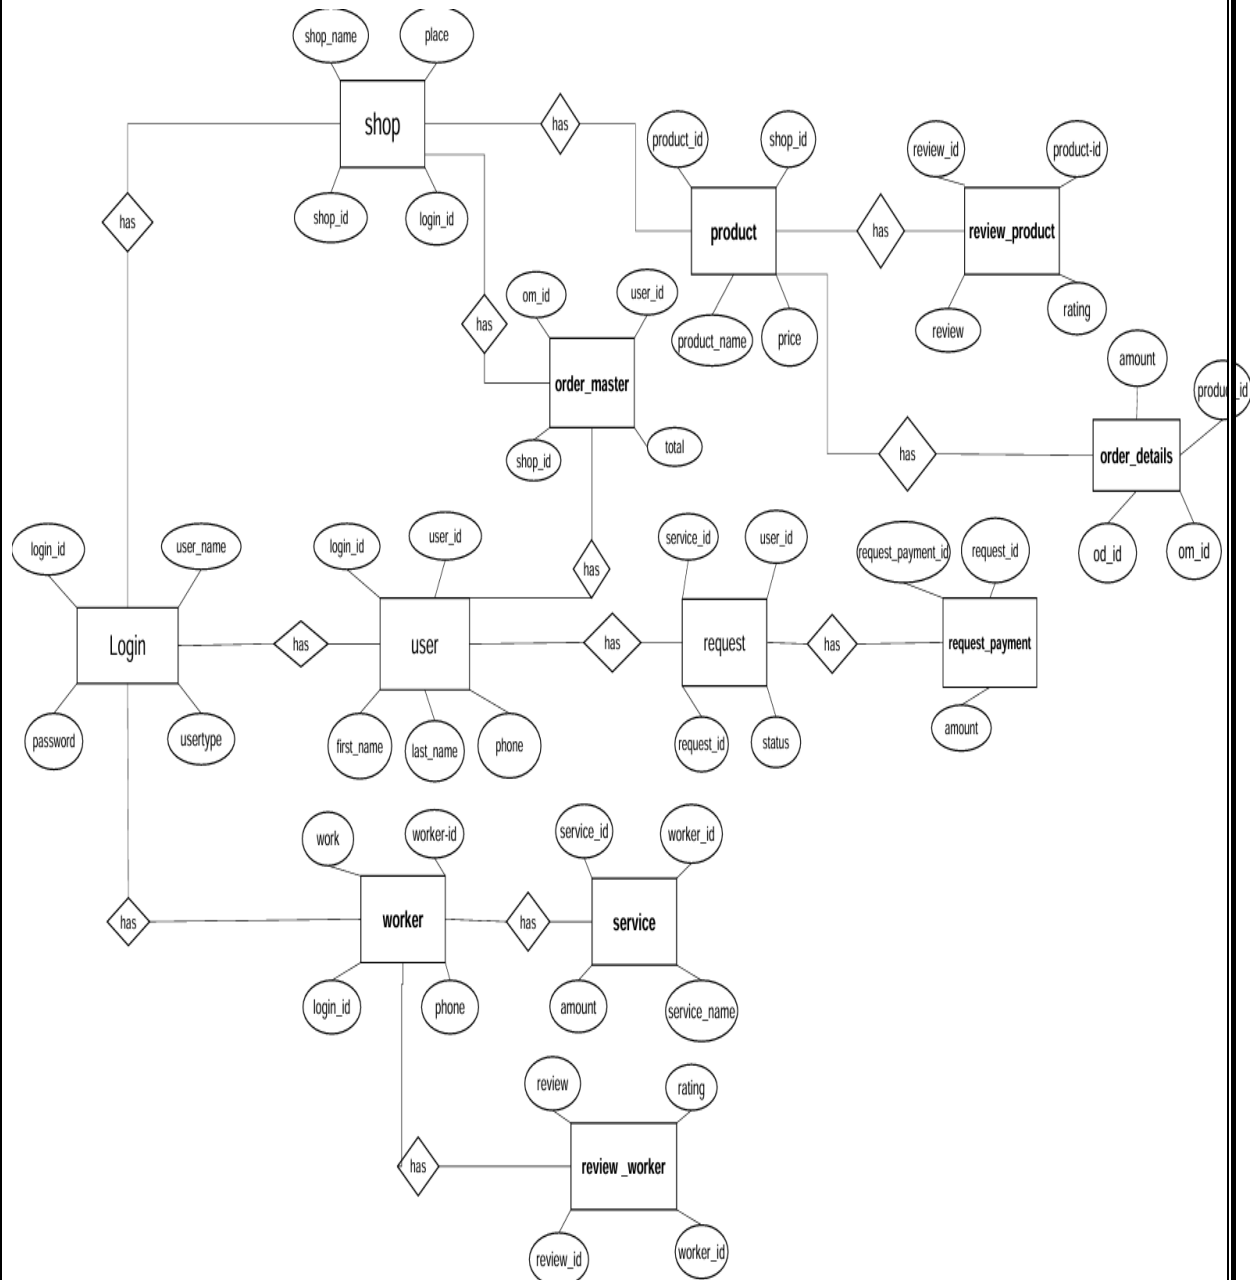 shop_name
place
shop
has
product_id
shop_id
review_id
product-id
has
shop_id
login_id
product
has
review_product
om_id
user_id
has
product_name
price
review
rating
order_master
amount
product_id
shop_id
total
has
order_details
login_id
user_name
login_id
user_id
has
service_id
user_id
request_payment_id
request_id
od_id
om_id
Login
has
user
has
request
has
request_payment
password
usertype
first_name
last_name
phone
request_id
status
amount
work
worker-id
service_id
worker_id
has
worker
has
service
login_id
phone
amount
service_name
review
rating
has
review _worker
review_id
worker_id